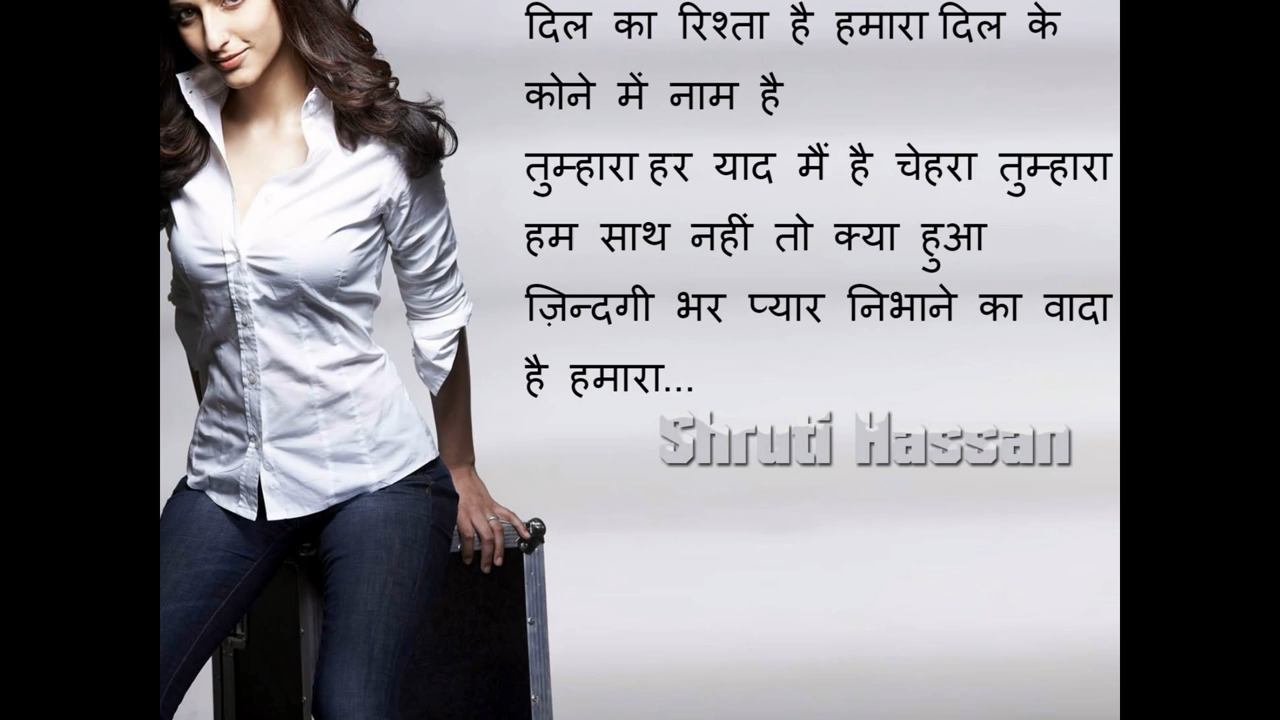 दिल का रिश्ता है हमारा दिल के
कोने में नाम है
तुम्हारा हर याद मैं है चेहरा तुम्हारा
हम साथ नहीं तो क्या हुआ
ज़िन्दगी भर प्यार निभाने का वादा
है हमारा...
Shruti Hassan